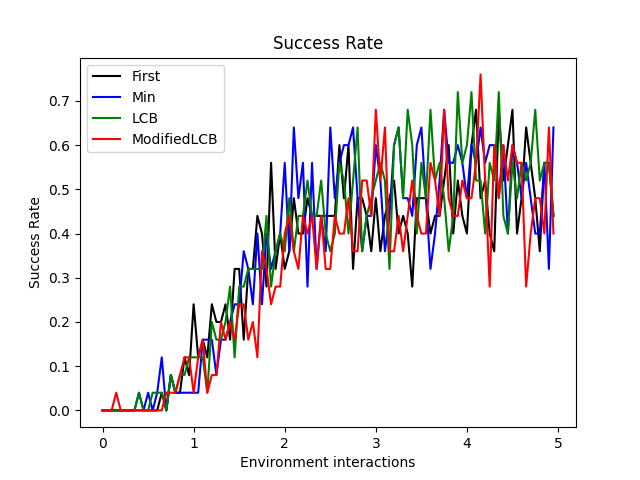 Success Rate
First
Min
LCB
ModifiedLCB
Success Rate
0.7
0.6
0.5
0.4
0.3
0.2
0.1
0.0
0 1 2 3 4 5
Environment interactions